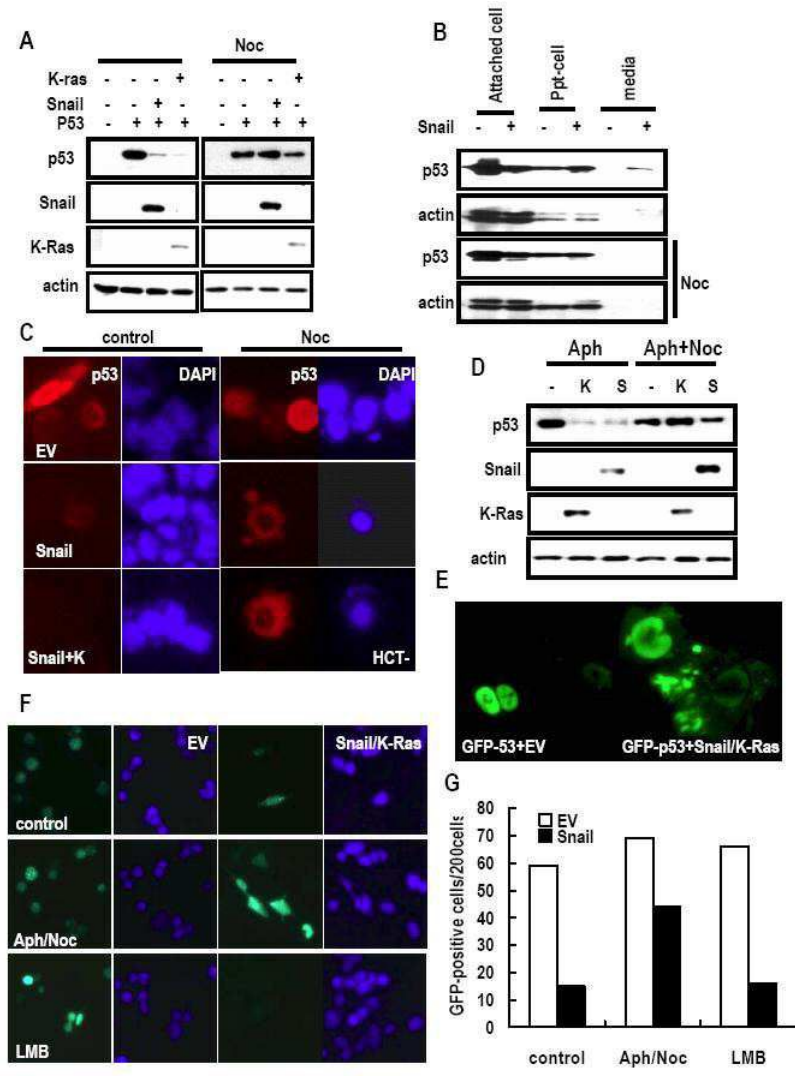 A
Noc
K-ras - - - + - - - +
Snail - - + - - - + -
P53 - + + + - + + +
p53
Snail
K-Ras
actin
B
Attached cell
Ppt-cell
media
Snail - + - + - +
p53
actin
p53
actin
Noc
C
control
Noc
p53
DAPI
p53
DAPI
EV
Snail
Snail+K
HCT-
D
Aph
Aph+Noc
- K S - K S
p53
Snail
K-Ras
actin
E
GFP-53+EV
GFP-p53+Snail/K-Ras
F
EV
Snail/K-Ras
control
Aph/Noc
LMB
G
GFP-positive cells/200cells
80
70
60
50
40
30
20
10
0
EV
Snail
control
Aph/Noc
LMB